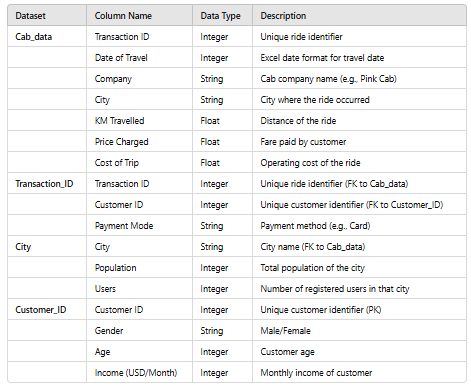 Dataset Column Name Data Type Description
Cab_data Transaction ID Integer Unique ride identifier
Date of Travel Integer Excel date format for travel date
Company String Cab company name (e.g., Pink Cab)
City String City where the ride occurred
KM Travelled Float Distance of the ride
Price Charged Float Fare paid by customer
Cost of Trip Float Operating cost of the ride
Transaction_ID Transaction ID Integer Unique ride identifier (FK to Cab_data)
Customer ID Integer Unique customer identifier (FK to Customer_ID)
Payment Mode String Payment method (e.g., Card)
City City String City name (FK to Cab_data)
Population Integer Total population of the city
Users Integer Number of registered users in that city
Customer_ID Customer ID Integer Unique customer identifier (PK)
Gender String Male/Female
Age Integer Customer age
Income (USD/Month) Integer Monthly income of customer